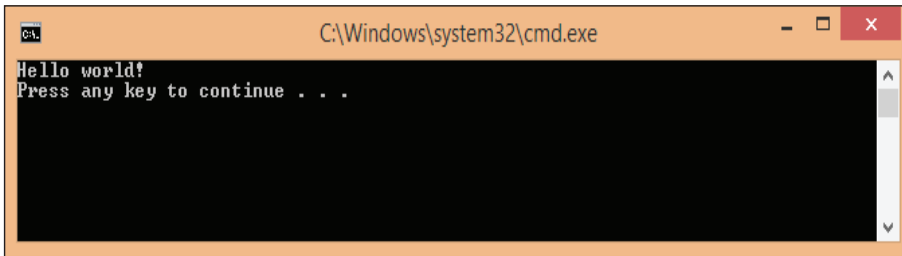 C:\Windows\system32\cmd.exe
Hello world!
Press any key to continue . . .